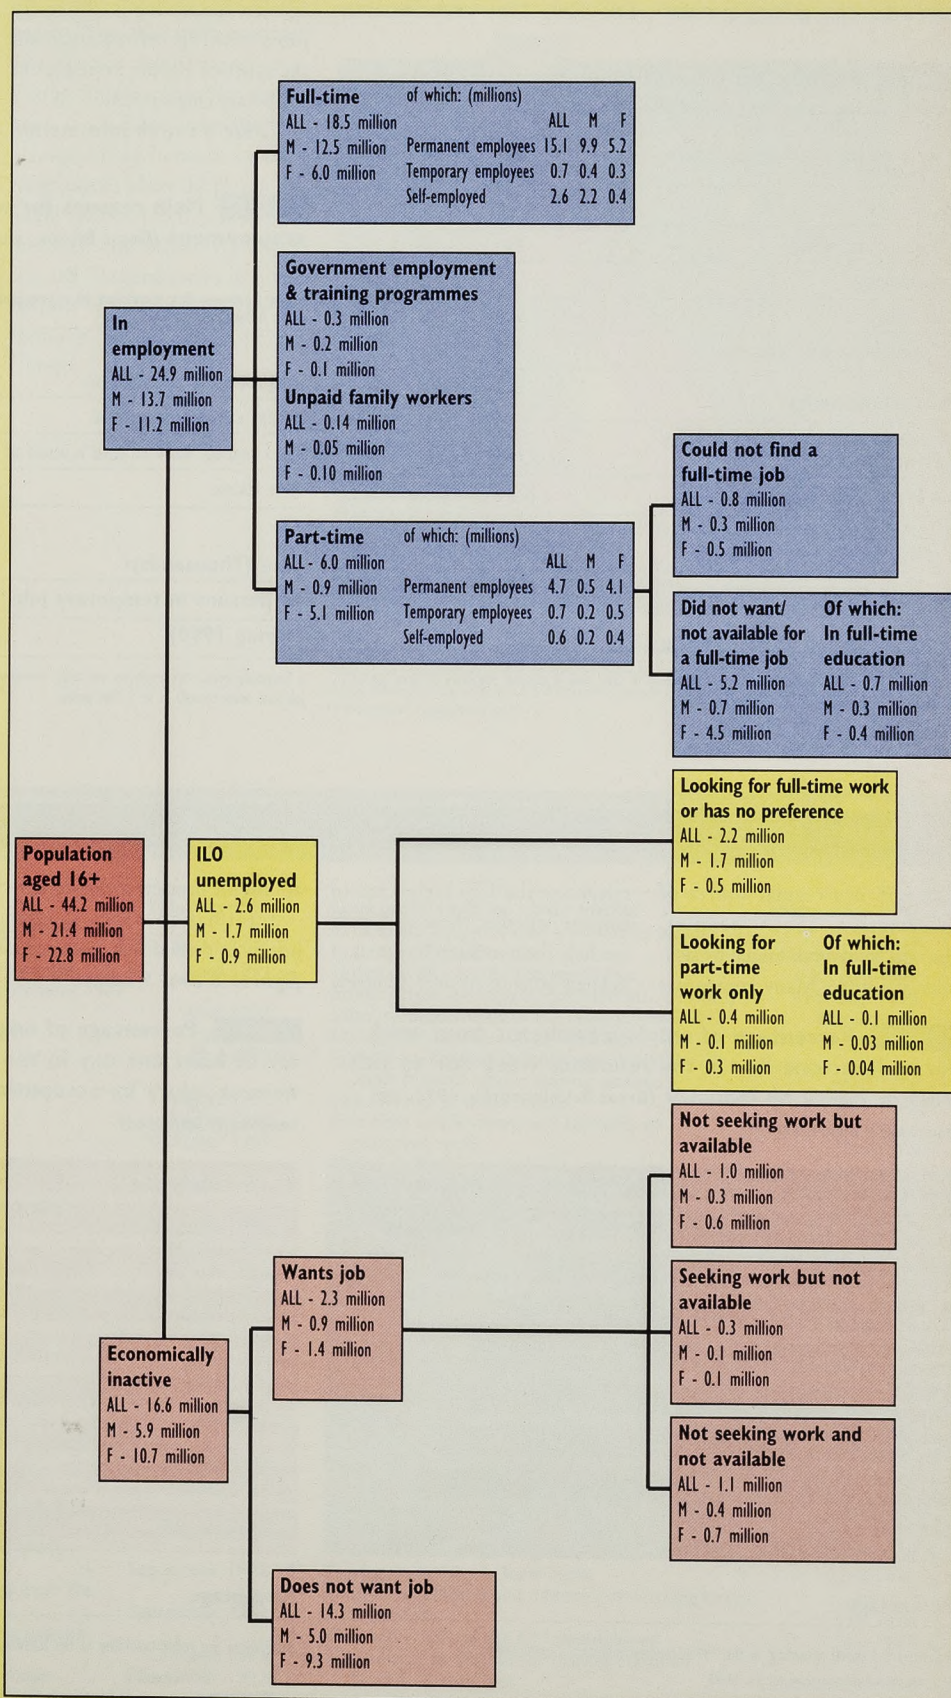 Full-time of which: (millions)
ALL - 18.5 million ALL M F
M - 12.5 million Permanent employees 15.1 9.9 5.2
F - 6.0 million Temporary employees 0.7 0.4 0.3
Self-employed 2.6 2.2 0.4
Government employment
& training programmes
ALL - 0.3 million
M - 0.2 million
F - 0.1 million
Unpaid family workers
ALL - 0.14 million
M - 0.05 million
F - 0.10 million
In
employment
ALL - 24.9 million
M - 13.7 million
F - 11.2 million
Could not find a
full-time job
ALL - 0.8 million
M - 0.3 million
F - 0.5 million
Part-time of which: (millions)
ALL- 6.0 million ALL M F
M - 0.9 million Permanent employees 4.7 0.5 4.1
F - 5.1 million Temporary employees 0.7 0.2 0.5
Self-employed 0.6 0.2 0.4
Did not want/
not available for
a full-time job
ALL - 5.2 million
M - 0.7 million
F - 4.5 million
Of which:
In full-time
education
ALL - 0.7 million
M - 0.3 million
F - 0.4 million
Looking for full-time work
or has no preference
ALL - 2.2 million
M - 1.7 million
F - 0.5 million
Population
aged 16+
ALL - 44.2 million
M - 21.4 million
F - 22.8 million
ILO
unemployed
ALL - 2.6 million
M - 1.7 million
F - 0.9 million
Looking for
part-time
work only
ALL - 0.4 million
M - 0.1 million
F - 0.3 million
Of which:
In full-time
education
ALL - 0.1 million
M - 0.03 million
F - 0.04 million
Not seeking work but
available
ALL - 1.0 million
M - 0.3 million
F - 0.6 million
Wants job
ALL - 2.3 million
M - 0.9 million
F - 1.4 million
Seeking work but not
available
ALL - 0.3 million
M - 0.1 million
F - 0.1 million
Economically
inactive
ALL - 16.6 million
M - 5.9 million
F - 10.7 million
Not seeking work and
not available
ALL - 1.1 million
M - 0.4 million
F - 0.7 million
Does not want job
ALL - 14.3 million
M - 5.0 million
F - 9.3 million